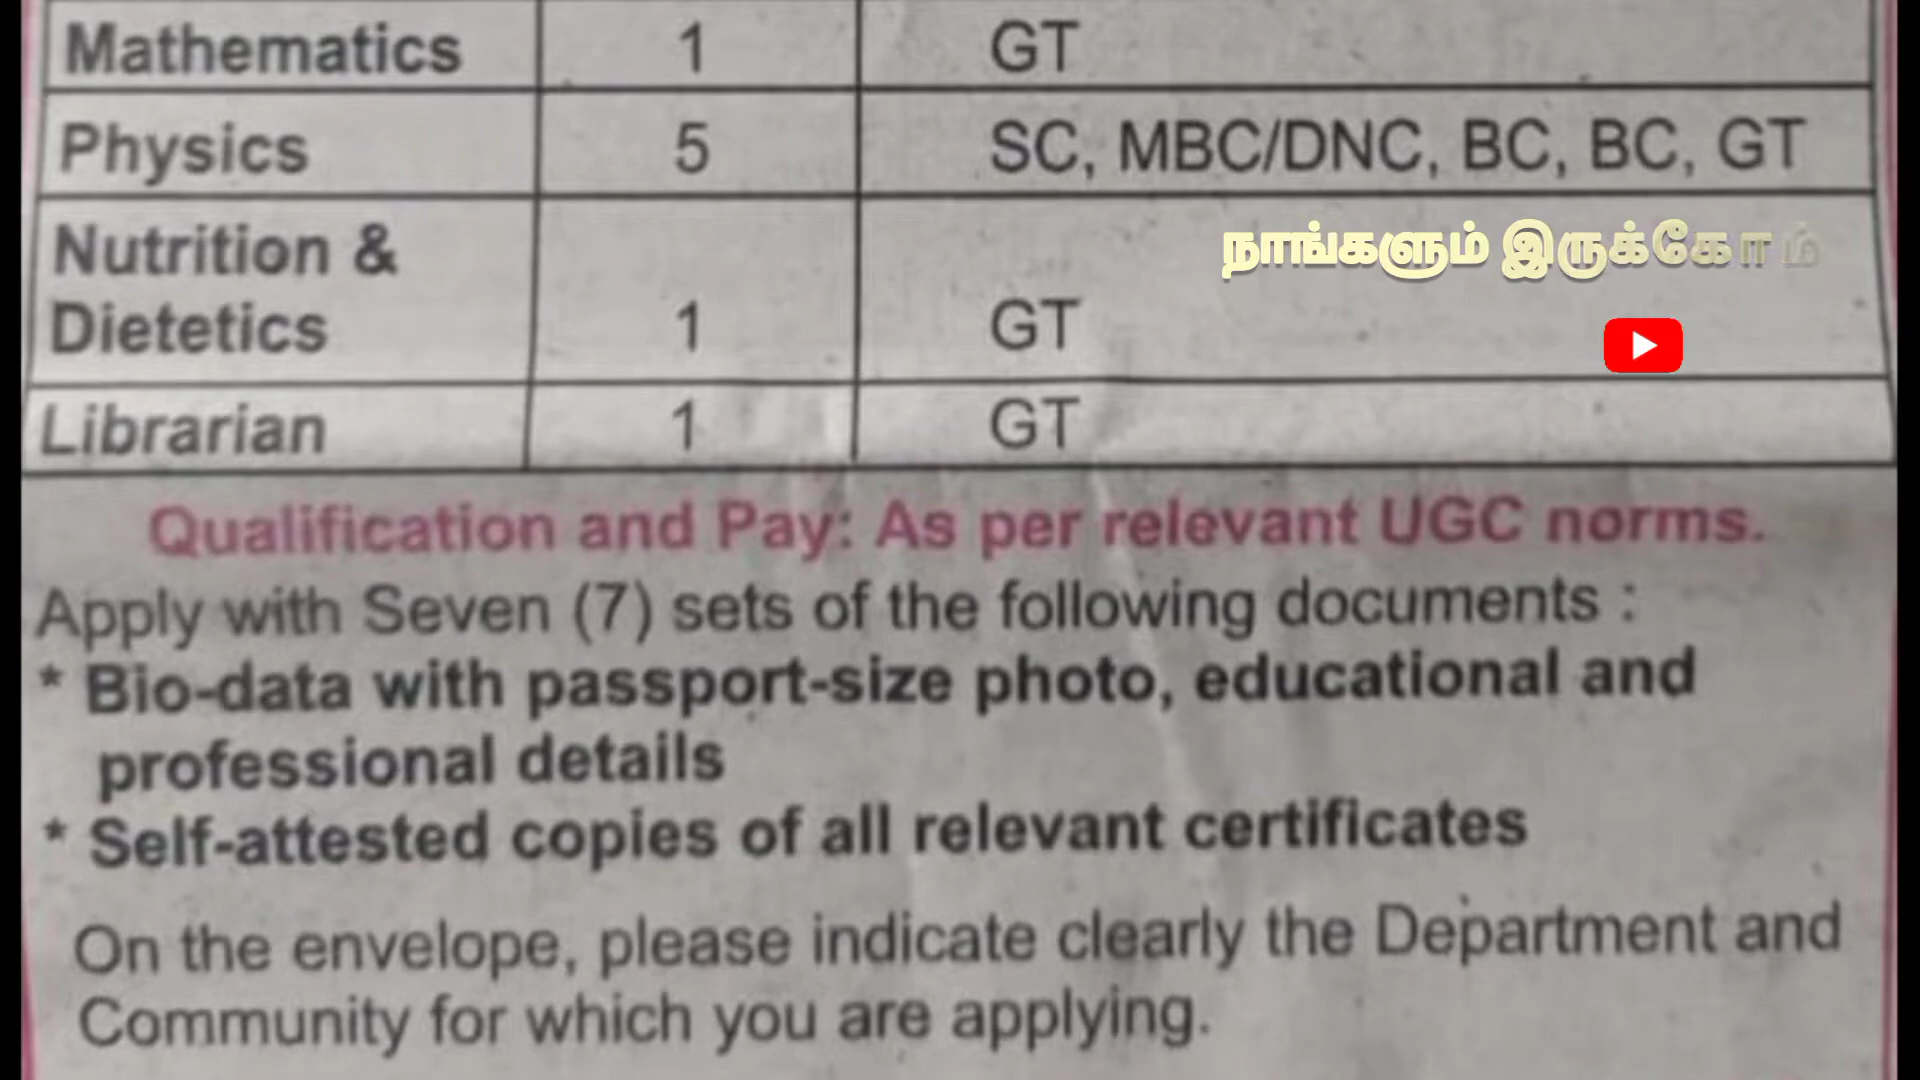 Mathematics 1 GT
Physics 5 SC, MBC/DNC, BC, BC, GT
நாங்களும் இருக்கோம்
Nutrition &
Dietetics 1 GT
Librarian 1 GT
Qualification and Pay: As per relevant UGC norms.
Apply with Seven (7) sets of the following documents :
* Bio-data with passport-size photo, educational and
professional details
* Self-attested copies of all relevant certificates
On the envelope, please indicate clearly the Department and
Community for which you are applying.